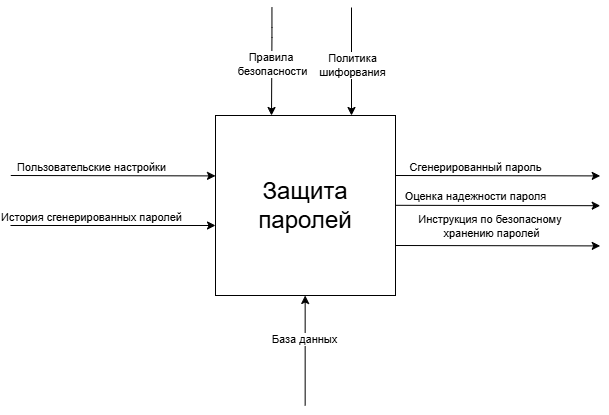 Правила
безопасности
Политика
шифорвания
Пользовательские настройки
История сгенерированных паролей
Защита
паролей
Сгенерированный пароль
Оценка надежности пароля
Инструкция по безопасному
хранению паролей
База данных